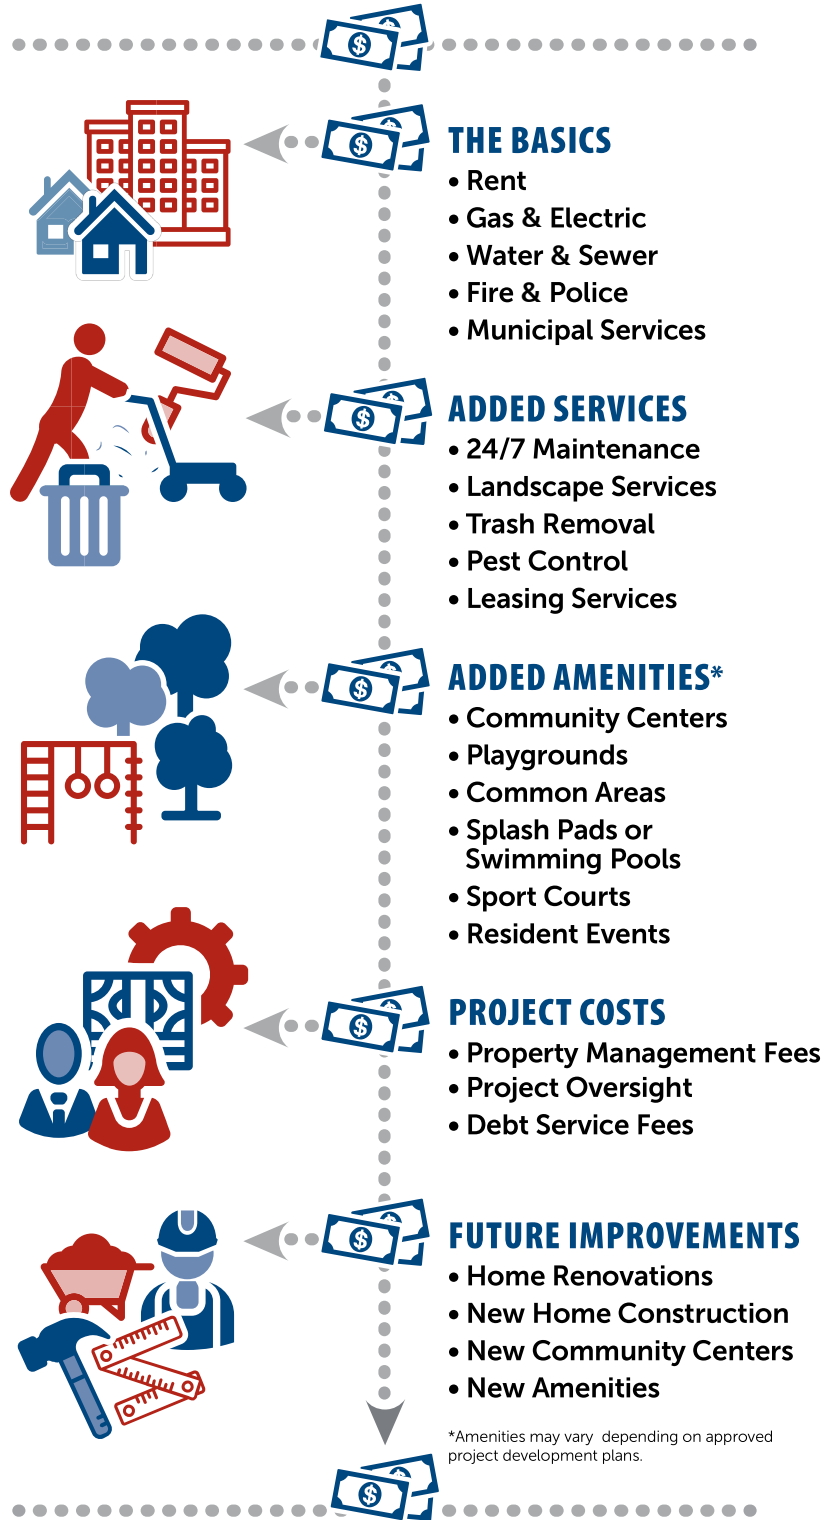 THE BASICS
• Rent
• Gas & Electric
• Water & Sewer
• Fire & Police
• Municipal Services
ADDED SERVICES
• 24/7 Maintenance
• Landscape Services
• Trash Removal
• Pest Control
• Leasing Services
ADDED AMENITIES*
• Community Centers
• Playgrounds
• Common Areas
• Splash Pads or
Swimming Pools
• Sport Courts
• Resident Events
PROJECT COSTS
• Property Management Fees
• Project Oversight
• Debt Service Fees
FUTURE IMPROVEMENTS
• Home Renovations
• New Home Construction
• New Community Centers
• New Amenities
*Amenities may vary depending on approved
project development plans.